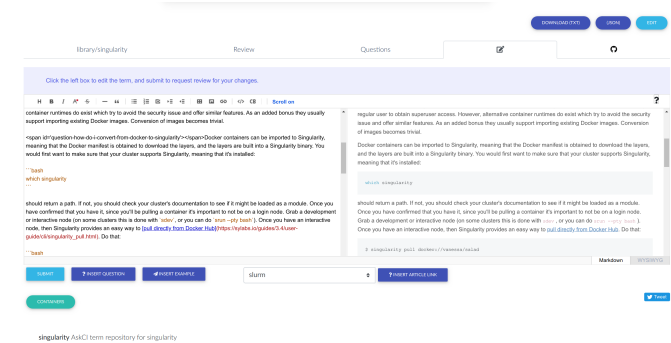 DOWNLOAD (TXT) (JSON) EDIT
library/singularity Review Questions
Click the left box to edit the term, and submit to request review for your changes.
H B I S Scroll on ?
container runtimes do exist which try to avoid the security issue and offer similar features. As an added bonus they usually
support importing existing Docker images. Conversion of images becomes trivial.
<span id='question-how-do-i-convert-from-docker-to-singularity'></span>Docker containers can be imported to Singularity,
meaning that the Docker manifest is obtained to download the layers, and the layers are built into a Singularity binary. You
would first want to make sure that your cluster supports Singularity, meaning that it's installed:
```bash
which singularity
```
should return a path. If not, you should check your cluster's documentation to see if it might be loaded as a module. Once you
have confirmed that you have it, since you'll be pulling a container it's important to not be on a login node. Grab a development
or interactive node (on some clusters this is done with `sdev`, or you can do `srun --pty bash`). Once you have an interactive
node, then Singularity provides an easy way to [pull directly from Docker Hub](https://sylabs.io/guides/3.4/user-
guide/cli/singularity_pull.html). Do that:
```bash
regular user to obtain superuser access. However, alternative container runtimes do exist which try to avoid the security
issue and offer similar features. As an added bonus they usually support importing existing Docker images. Conversion
of images becomes trivial.
Docker containers can be imported to Singularity, meaning that the Docker manifest is obtained to download the layers,
and the layers are built into a Singularity binary. You would first want to make sure that your cluster supports Singularity,
meaning that it's installed:
which singularity
should return a path. If not, you should check your cluster's documentation to see if it might be loaded as a module.
Once you have confirmed that you have it, since you'll be pulling a container it's important to not be on a login node.
Grab a development or interactive node (on some clusters this is done with sdev, or you can do srun --pty bash ).
Once you have an interactive node, then Singularity provides an easy way to pull directly from Docker Hub. Do that:
$ singularity pull docker://vanessa/salad
Markdown WYSIWYG
SUBMIT ? INSERT QUESTION INSERT EXAMPLE slurm ? INSERT ARTICLE LINK
CONTAINERS
Tweet
singularity AskCI term repository for singularity